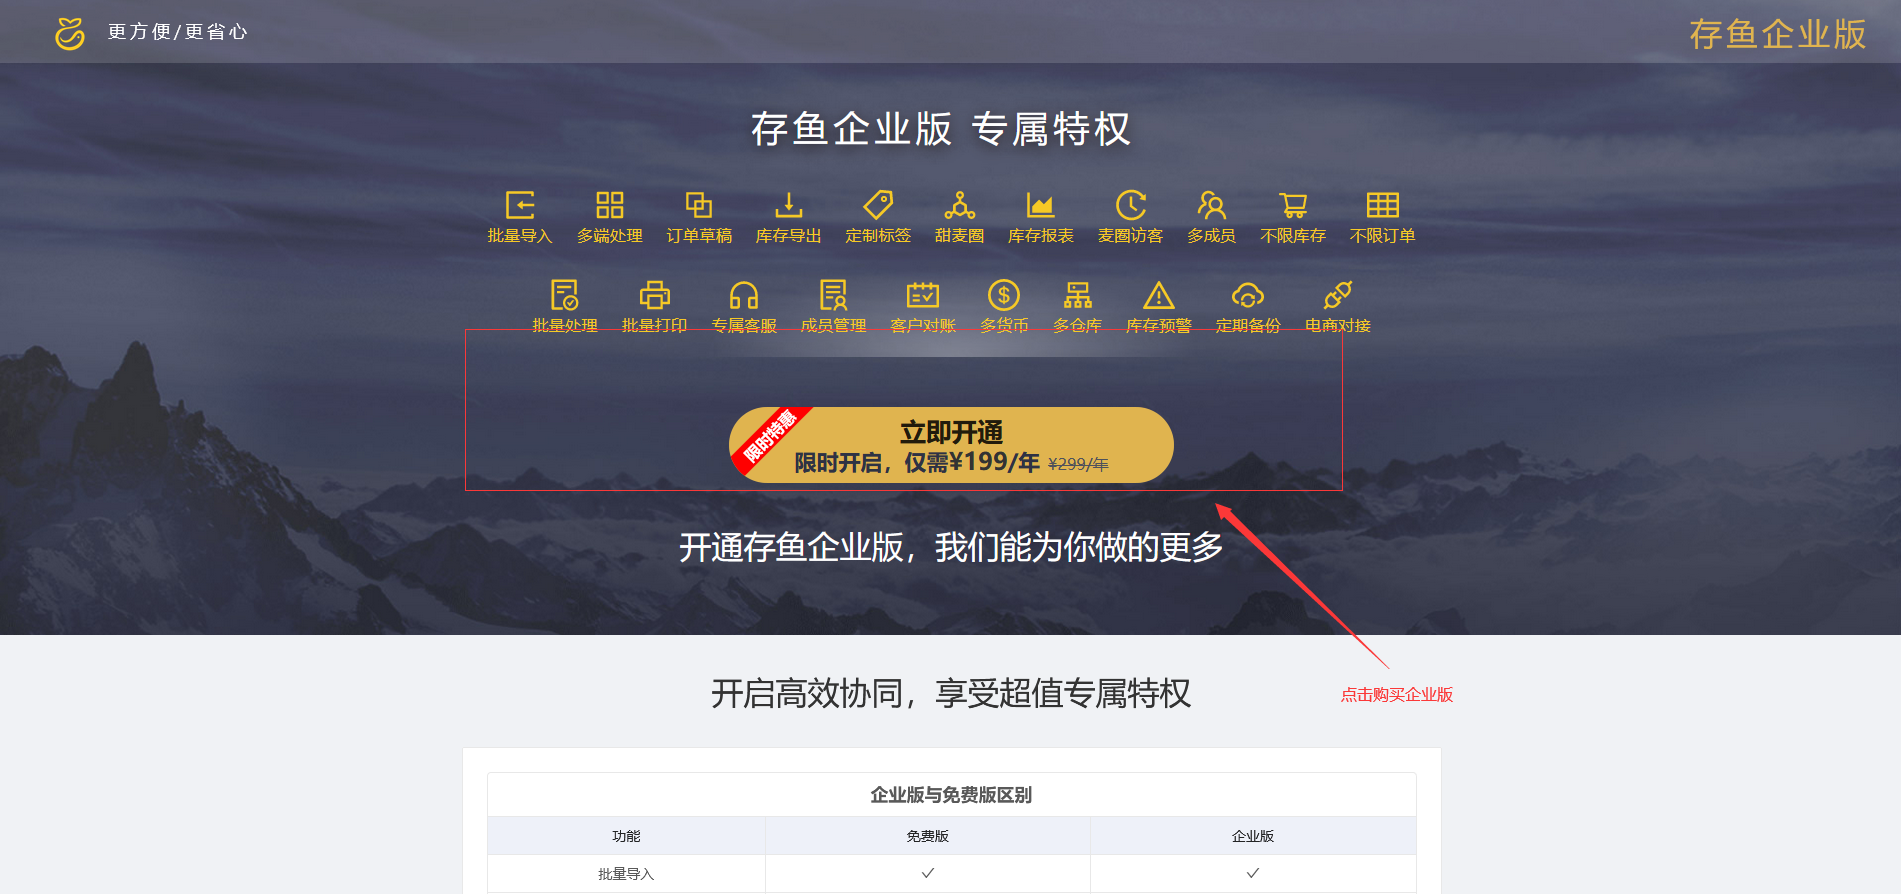 更方便/更省心
存鱼企业版
存鱼企业版 专属特权
批量导入 多端处理 订单草稿 库存导出 定制标签 甜麦圈 库存报表 麦圈访客 多成员 不限库存 不限订单
批量处理 批量打印 专属客服 成员管理 客户对账 多货币 多仓库 库存预警 定期备份 电商对接
限时特惠
立即开通
限时开启，仅需¥199/年 ¥299/年
开通存鱼企业版，我们能为你做的更多
开启高效协同，享受超值专属特权
点击购买企业版
企业版与免费版区别
功能 免费版 企业版
批量导入 ✓ ✓